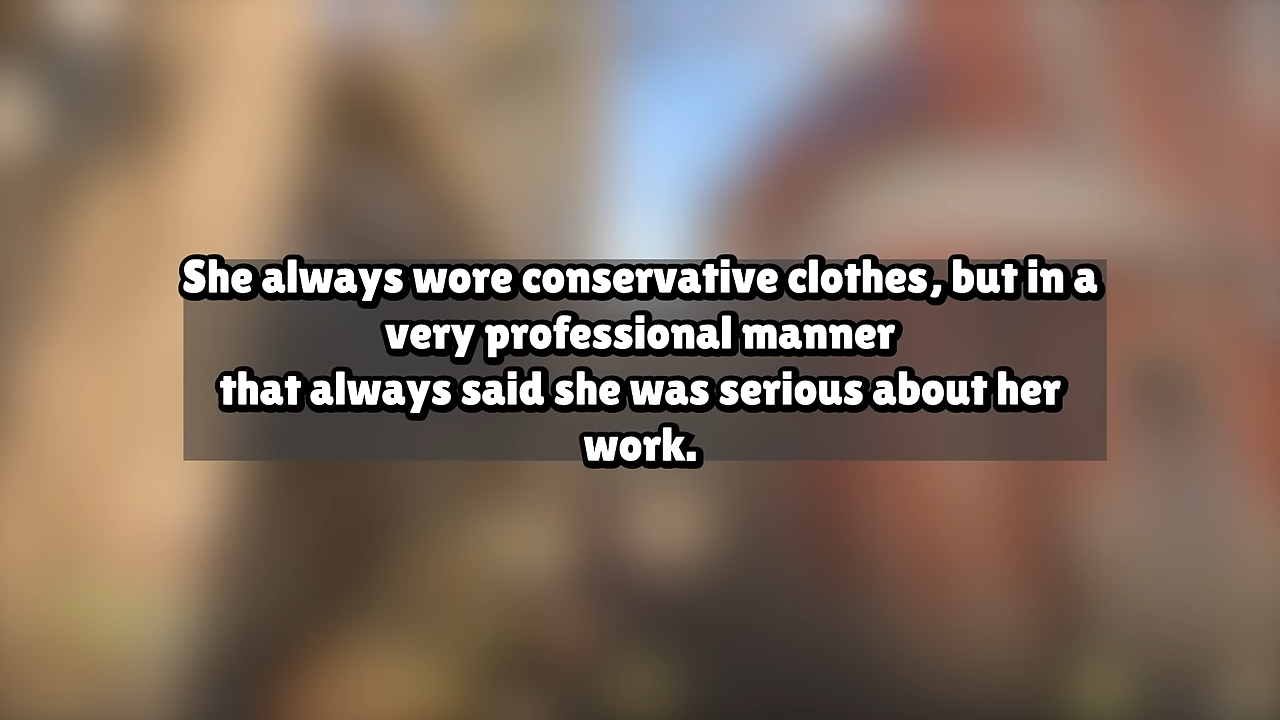 She always wore conservative clothes, but in a
very professional manner
that always said she was serious about her
work.